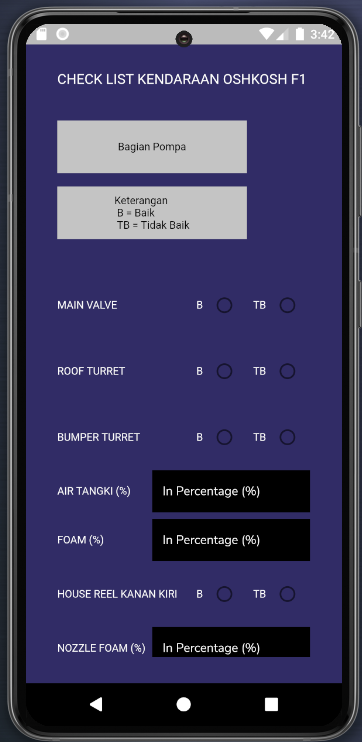 3:42
CHECK LIST KENDARAAN OSHKOSH F1
Bagian Pompa
Keterangan
B = Baik
TB = Tidak Baik
MAIN VALVE B TB
ROOF TURRET B TB
BUMPER TURRET B TB
AIR TANGKI (%) In Percentage (%)
FOAM (%) In Percentage (%)
HOUSE REEL KANAN KIRI B TB
NOZZLE FOAM (%) In Percentage (%)